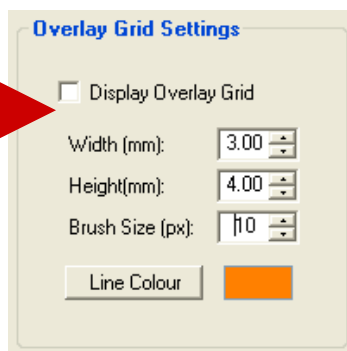 Overlay Grid Settings
Display Overlay Grid
Width (mm): 3.00
Height(mm): 4.00
Brush Size (px): 10
Line Colour